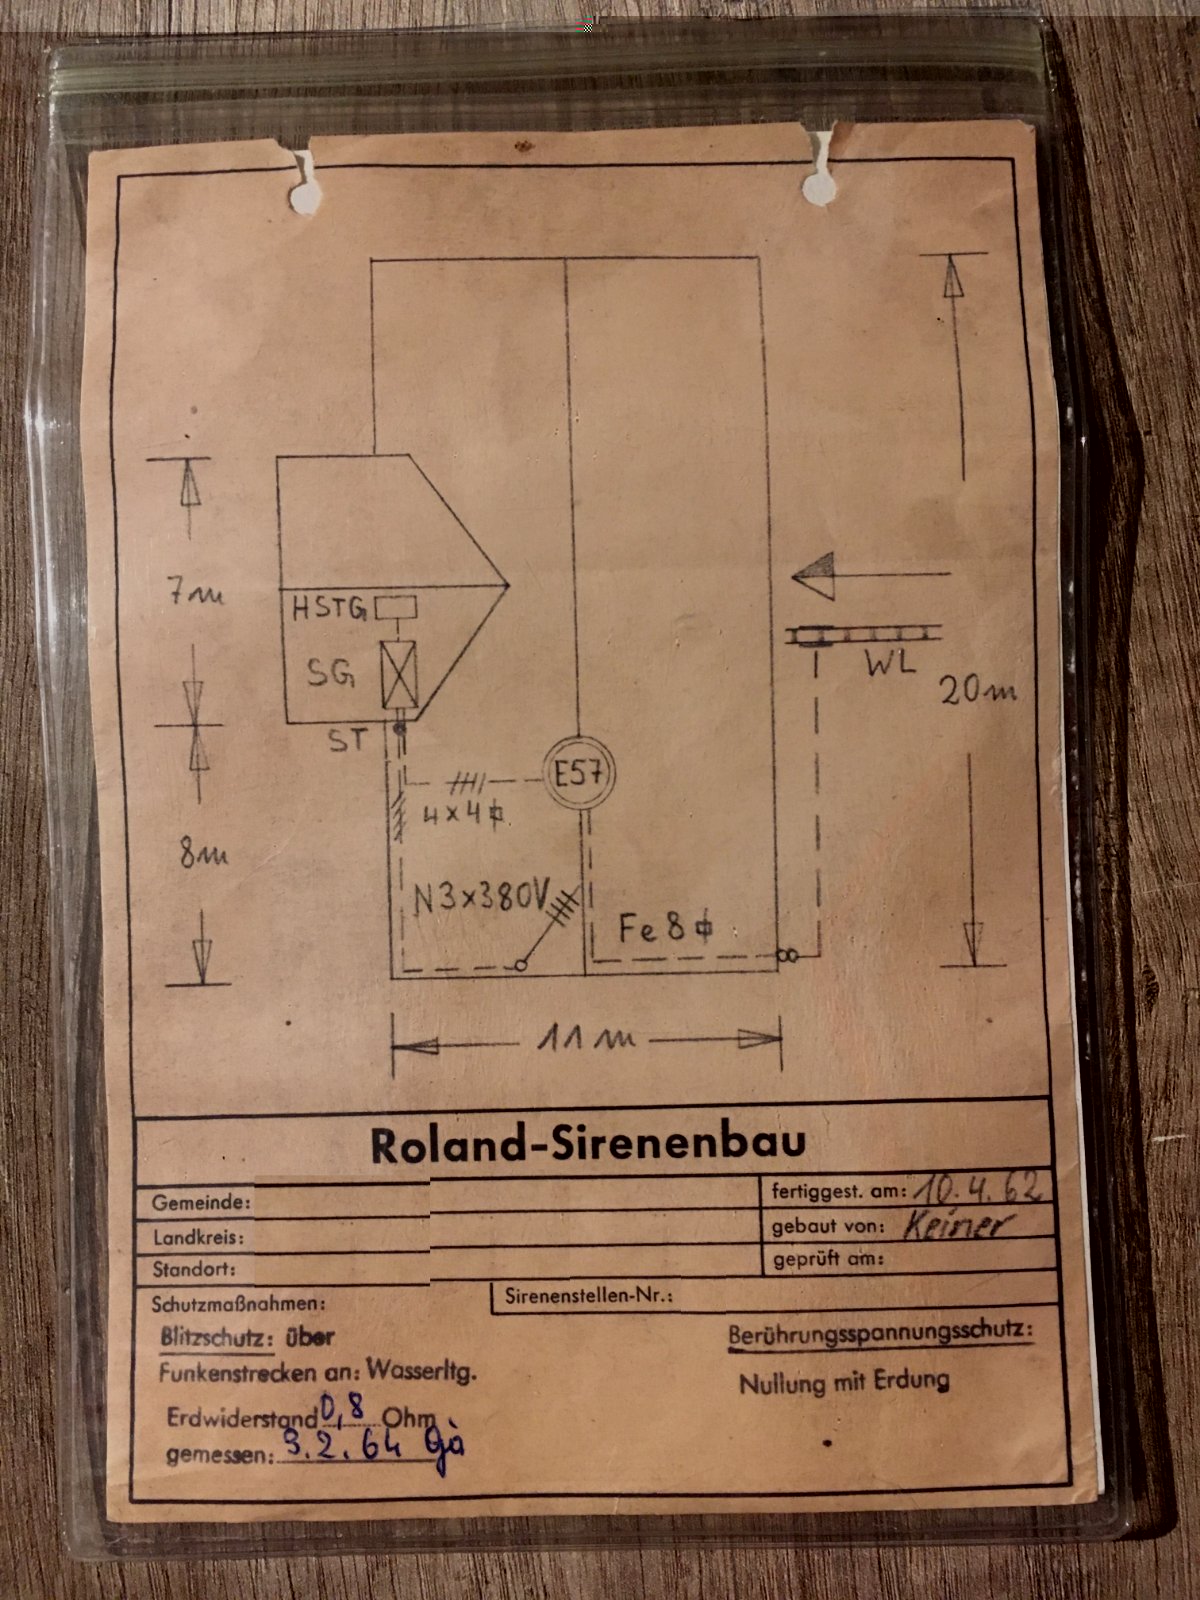 7m
HSTG
SG
WL
20m
ST
E57
4x4
8m
N3x380V
Fe 8
11m
Roland-Sirenenbau
Gemeinde:
fertiggest. am: 10.4.62
Landkreis:
gebaut von: Keiner
Standort:
geprüft am:
Schutzmaßnahmen:
Sirenenstellen-Nr.:
Blitzschutz: über
Funkenstrecken an: Wasserltg.
Erdwiderstand 0,8 Ohm
gemessen: 3.2.64
Berührungsspannungsschutz:
Nullung mit Erdung